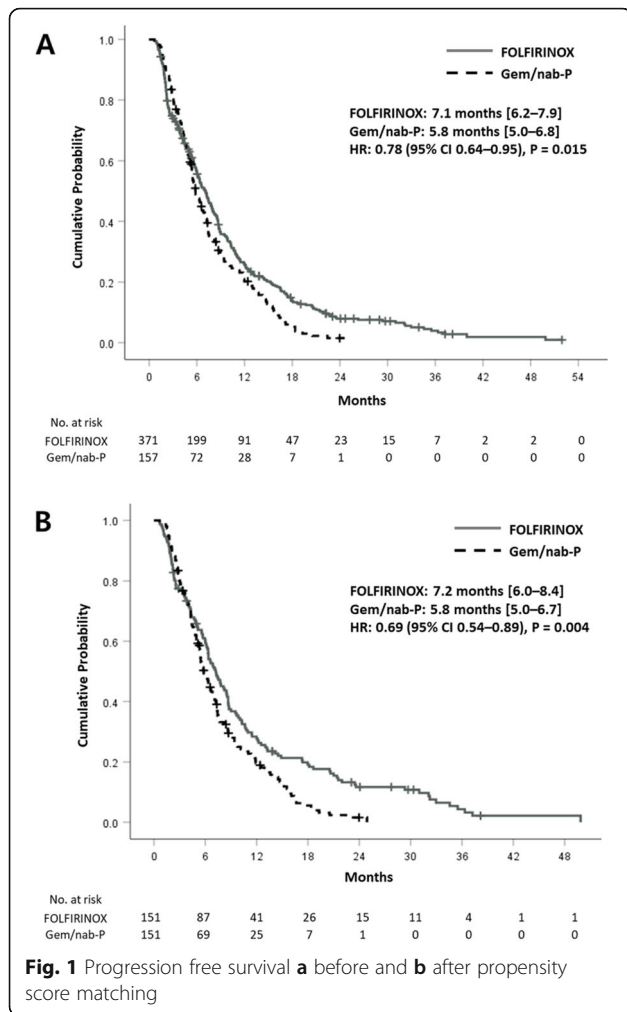 A
1.0
0.8
0.6
0.4
0.2
0.0
Cumulative Probability
FOLFIRINOX
Gem/nab-P
FOLFIRINOX: 7.1 months [6.2–7.9]
Gem/nab-P: 5.8 months [5.0–6.8]
HR: 0.78 (95% CI 0.64–0.95), P = 0.015
0 6 12 18 24 30 36 42 48 54
Months
No. at risk
FOLFIRINOX 371 199 91 47 23 15 7 2 2 0
Gem/nab-P 157 72 28 7 1 0 0 0 0 0
B
1.0
0.8
0.6
0.4
0.2
0.0
Cumulative Probability
FOLFIRINOX
Gem/nab-P
FOLFIRINOX: 7.2 months [6.0–8.4]
Gem/nab-P: 5.8 months [5.0–6.7]
HR: 0.69 (95% CI 0.54–0.89), P = 0.004
0 6 12 18 24 30 36 42 48
Months
No. at risk
FOLFIRINOX 151 87 41 26 15 11 4 1 1
Gem/nab-P 151 69 25 7 1 0 0 0 0
Fig. 1 Progression free survival a before and b after propensity
score matching